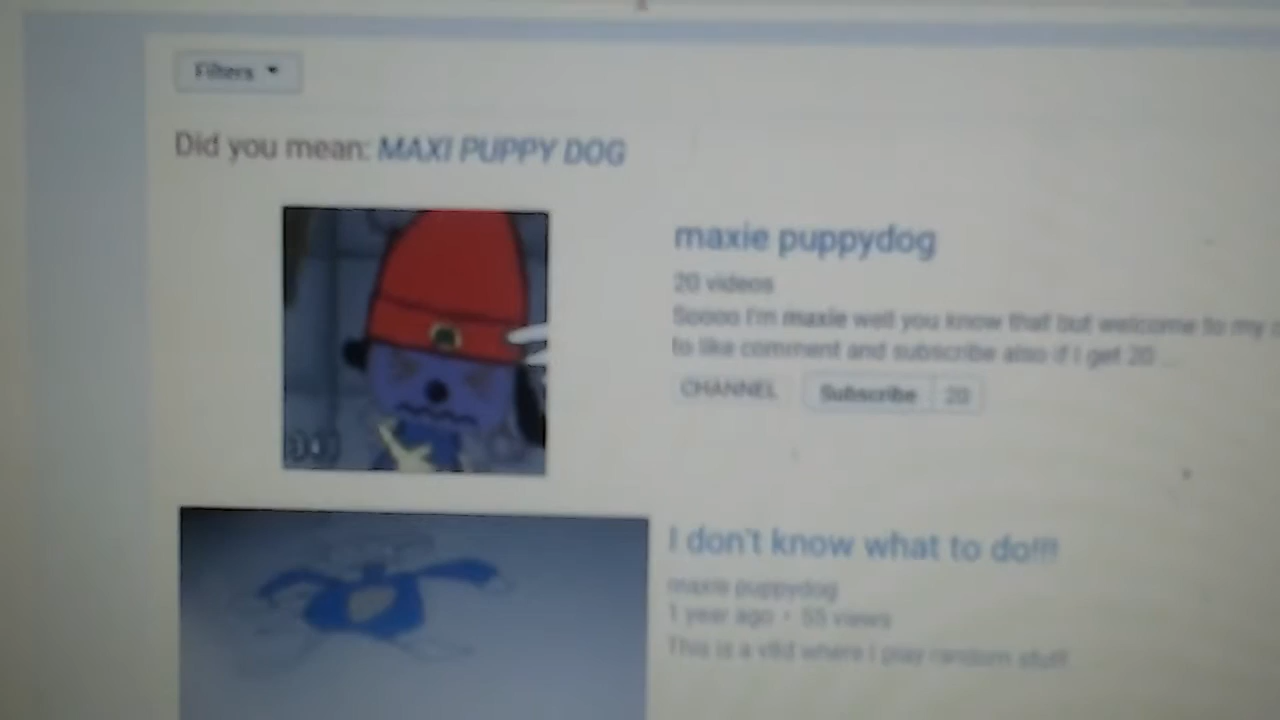 Filters
Did you mean: MAXI PUPPY DOG
maxie puppydog
20 videos
Soooo I'm maxie well you know that but welcome to my
to like comment and subscribe also if I get 20 ...
CHANNEL Subscribe 20
I don't know what to do!!!
maxie puppydog
1 year ago • 55 views
This is a vid where I play random stuff